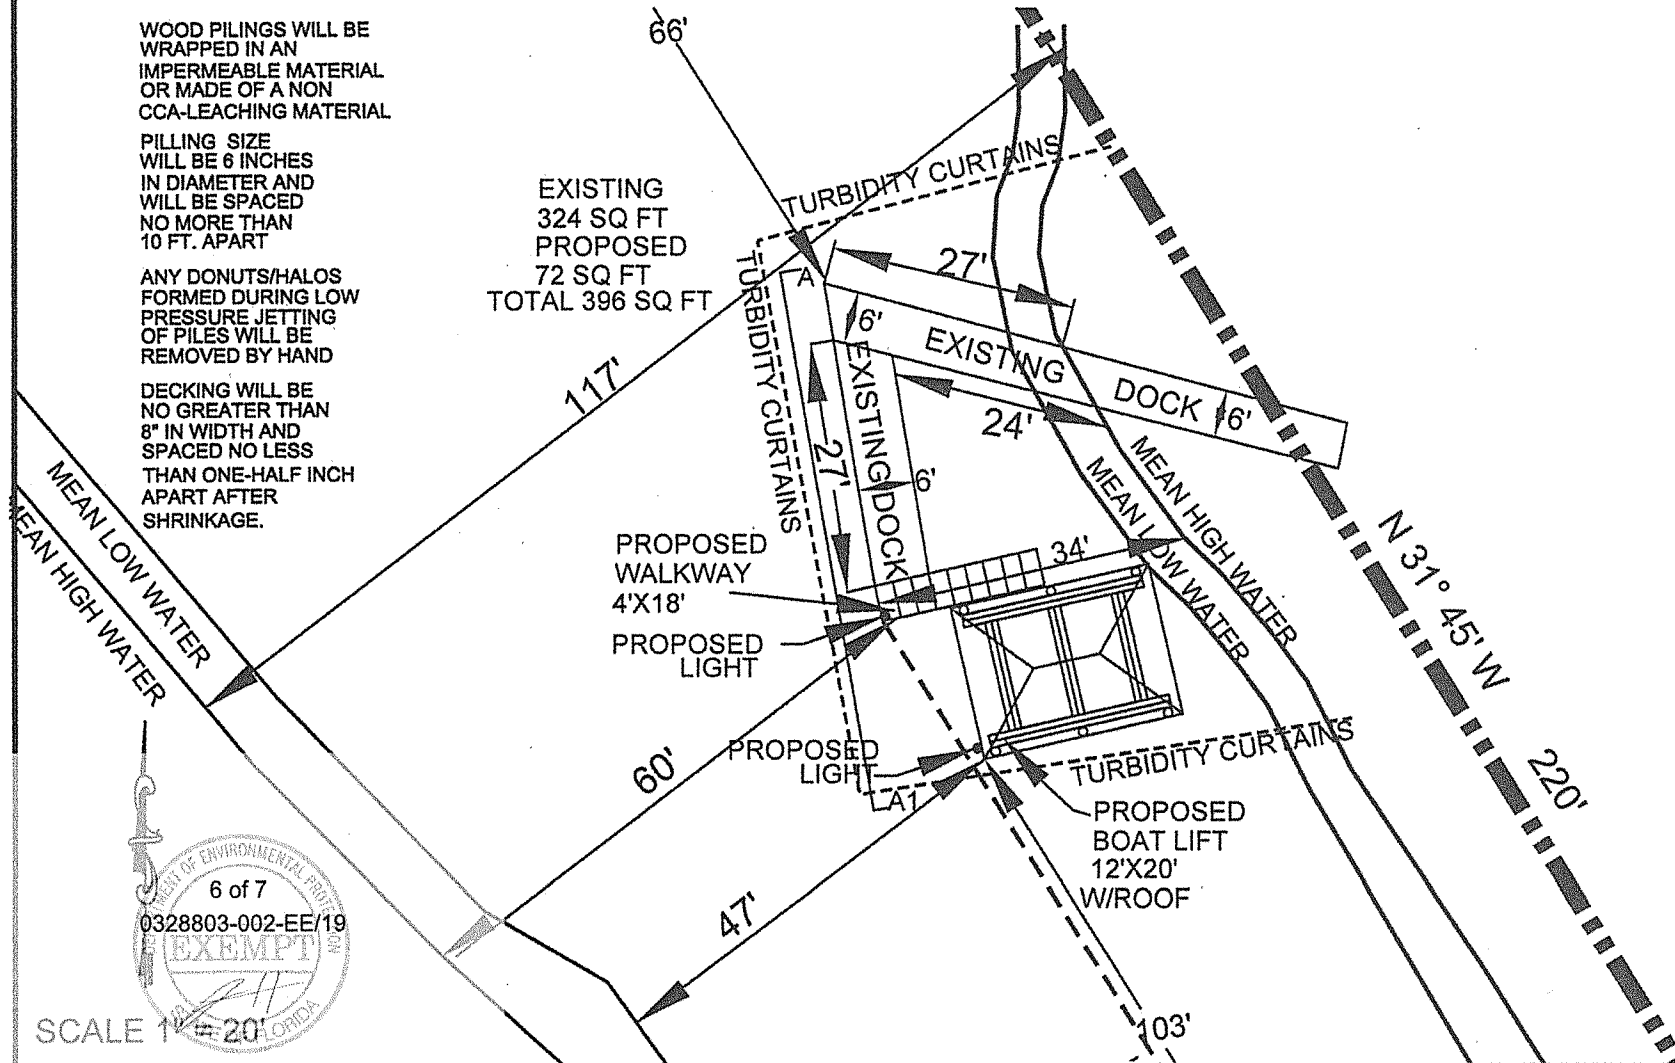 WOOD PILINGS WILL BE
WRAPPED IN AN
IMPERMEABLE MATERIAL
OR MADE OF A NON
CCA-LEACHING MATERIAL
PILLING SIZE
WILL BE 6 INCHES
IN DIAMETER AND
WILL BE SPACED
NO MORE THAN
10 FT. APART
ANY DONUTS/HALOS
FORMED DURING LOW
PRESSURE JETTING
OF PILES WILL BE
REMOVED BY HAND
DECKING WILL BE
NO GREATER THAN
8" IN WIDTH AND
SPACED NO LESS
THAN ONE-HALF INCH
APART AFTER
SHRINKAGE.
66'
EXISTING
324 SQ FT
PROPOSED
72 SQ FT
TOTAL 396 SQ FT
TURBIDITY CURTAINS
TURBIDITY CURTAINS
A
27'
6'
EXISTING DOCK
6'
EXISTING DOCK
27'
24'
6'
117'
MEAN LOW WATER
MEAN HIGH WATER
MEAN HIGH WATER
MEAN LOW WATER
N 31° 45' W
220'
PROPOSED
WALKWAY
4'X18'
34'
PROPOSED
LIGHT
PROPOSED
LIGHT
60'
A1
TURBIDITY CURTAINS
PROPOSED
BOAT LIFT
12'X20'
W/ROOF
47'
103'
DEPARTMENT OF ENVIRONMENTAL PROTECTION
6 of 7
0328803-002-EE/19
EXEMPT
FLORIDA
SCALE 1" = 20'